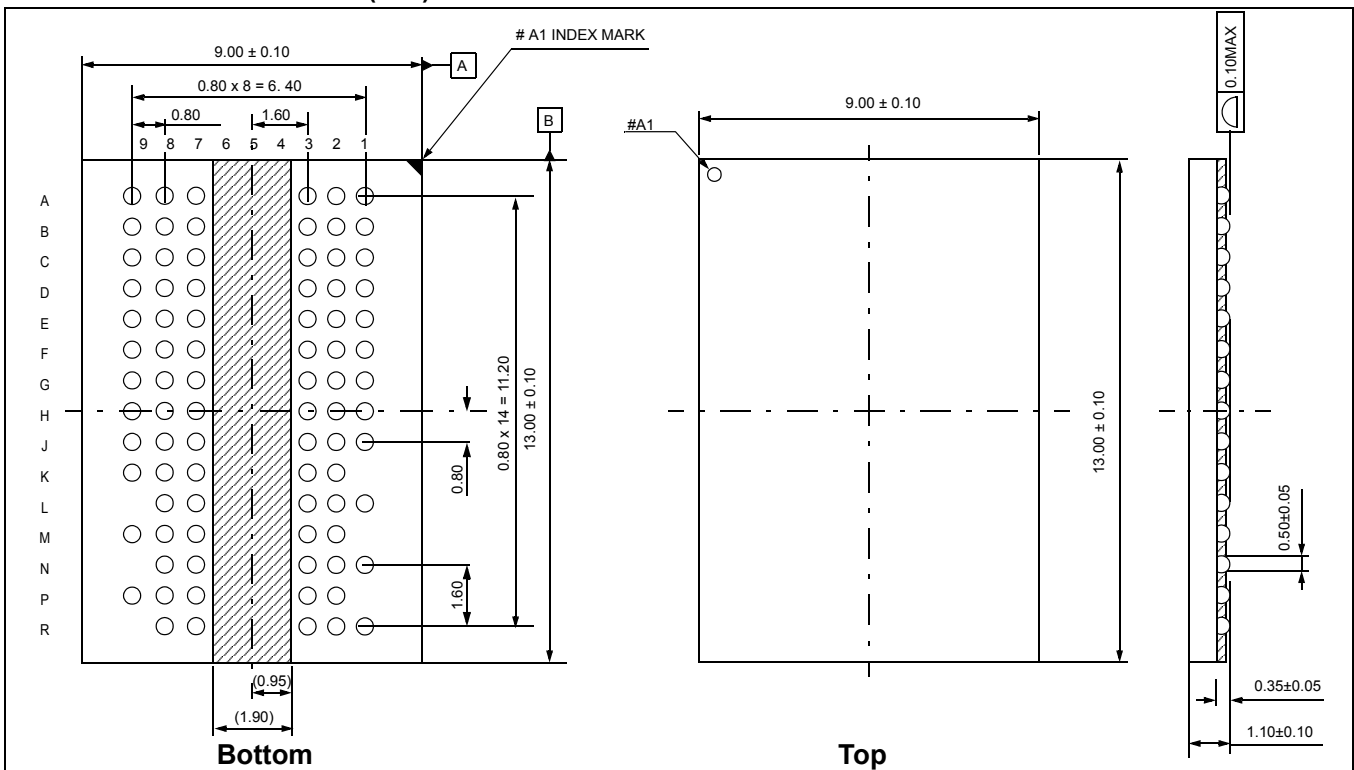 # A1 INDEX MARK
9.00 ± 0.10
A
0.80 x 8 = 6. 40
0.80
1.60
B
9 8 7 6 5 4 3 2 1
A
B
C
D
E
F
G
H
J
K
L
M
N
P
R
0.80
1.60
0.80 x 14 = 11.20
13.00 ± 0.10
(0.95)
(1.90)
Bottom
#A1
9.00 ± 0.10
13.00 ± 0.10
Top
0.10MAX
0.50±0.05
0.35±0.05
1.10±0.10